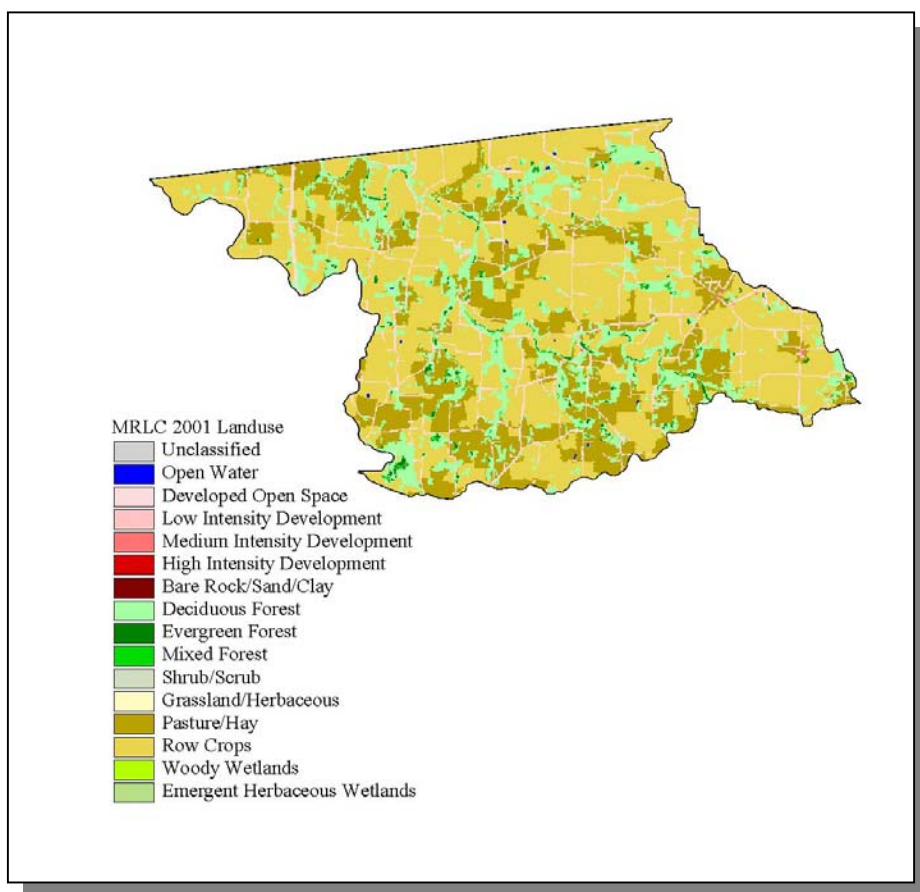 MRLC 2001 Landuse
Unclassified
Open Water
Developed Open Space
Low Intensity Development
Medium Intensity Development
High Intensity Development
Bare Rock/Sand/Clay
Deciduous Forest
Evergreen Forest
Mixed Forest
Shrub/Scrub
Grassland/Herbaceous
Pasture/Hay
Row Crops
Woody Wetlands
Emergent Herbaceous Wetlands